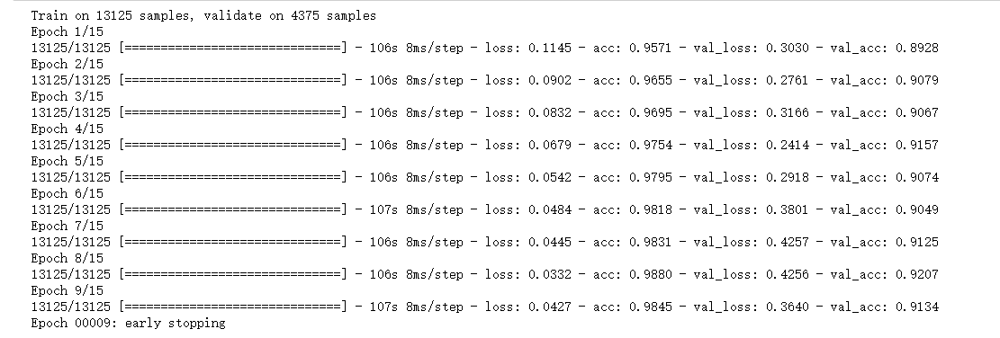 Train on 13125 samples, validate on 4375 samples
Epoch 1/15
13125/13125 [==============================] - 106s 8ms/step - loss: 0.1145 - acc: 0.9571 - val_loss: 0.3030 - val_acc: 0.8928
Epoch 2/15
13125/13125 [==============================] - 106s 8ms/step - loss: 0.0902 - acc: 0.9655 - val_loss: 0.2761 - val_acc: 0.9079
Epoch 3/15
13125/13125 [==============================] - 106s 8ms/step - loss: 0.0832 - acc: 0.9695 - val_loss: 0.3166 - val_acc: 0.9067
Epoch 4/15
13125/13125 [==============================] - 106s 8ms/step - loss: 0.0679 - acc: 0.9754 - val_loss: 0.2414 - val_acc: 0.9157
Epoch 5/15
13125/13125 [==============================] - 106s 8ms/step - loss: 0.0542 - acc: 0.9795 - val_loss: 0.2918 - val_acc: 0.9074
Epoch 6/15
13125/13125 [==============================] - 107s 8ms/step - loss: 0.0484 - acc: 0.9818 - val_loss: 0.3801 - val_acc: 0.9049
Epoch 7/15
13125/13125 [==============================] - 106s 8ms/step - loss: 0.0445 - acc: 0.9831 - val_loss: 0.4257 - val_acc: 0.9125
Epoch 8/15
13125/13125 [==============================] - 106s 8ms/step - loss: 0.0332 - acc: 0.9880 - val_loss: 0.4256 - val_acc: 0.9207
Epoch 9/15
13125/13125 [==============================] - 107s 8ms/step - loss: 0.0427 - acc: 0.9845 - val_loss: 0.3640 - val_acc: 0.9134
Epoch 00009: early stopping